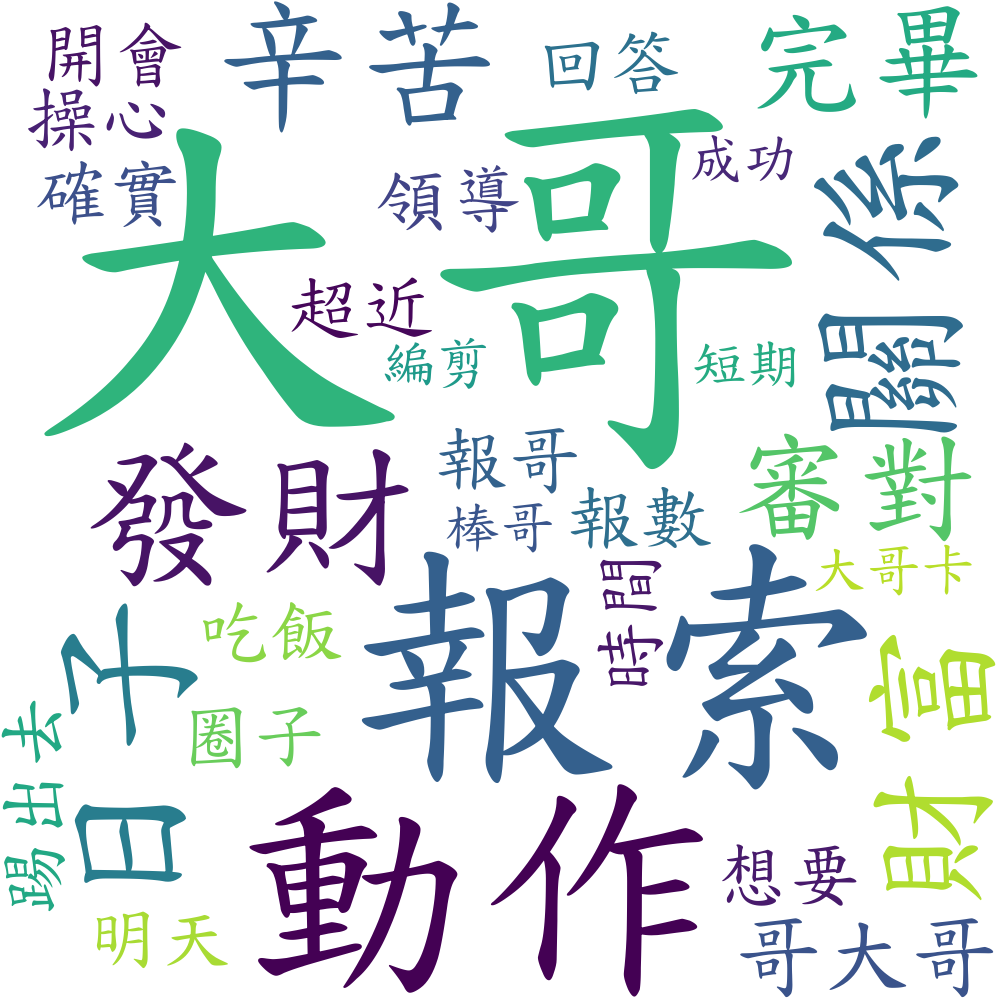 開會
辛苦
回答
完畢
操心
大哥
確實
領導
成功
關係
超近
編剪
短期
發財
報哥
審對
棒哥
報數
大哥卡
報索
時間
日子
吃飯
圈子
踢出去
財富
動作
想要
明天
哥大哥